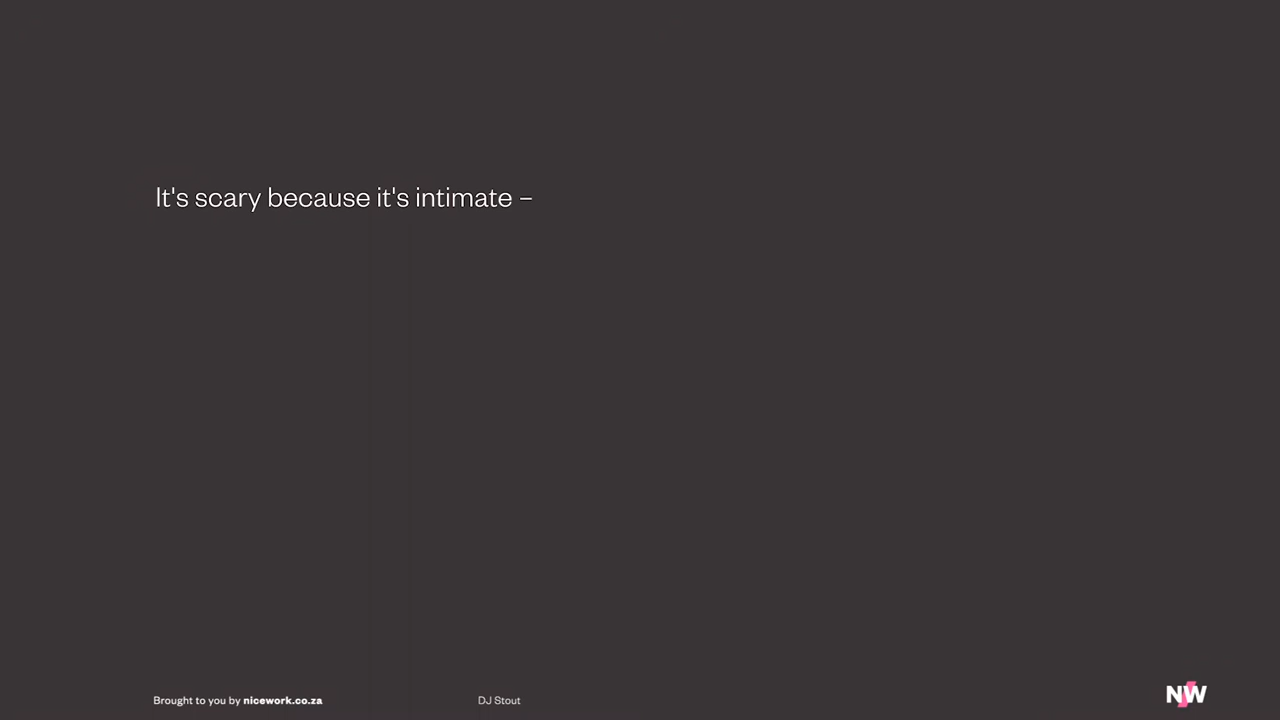 It's scary because it's intimate –
Brought to you by nicework.co.za
DJ Stout
NW